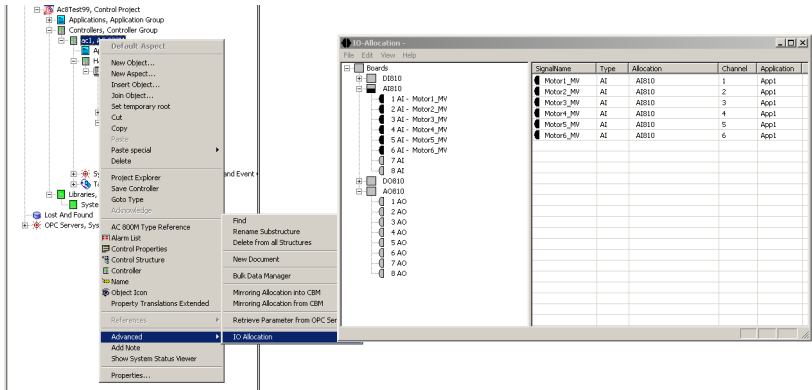 Ac8Test99, Control Project
Applications, Application Group
Controllers, Controller Group
Default Aspect
New Object...
New Aspect...
Insert Object...
Join Object...
Set temporary root
Cut
Copy
Paste
Paste special
Delete
Project Explorer
Save Controller
Goto Type
Acknowledge
AC 800M Type Reference
Alarm List
Control Properties
Control Structure
Controller
Name
Object Icon
Property Translations Extended
References
Advanced
Add Note
Show System Status Viewer
Properties...
and Event
Libraries,
Lost And Found
OPC Servers, Sys
Find
Rename Substructure
Delete from all Structures
New Document
Bulk Data Manager
Mirroring Allocation into CBM
Mirroring Allocation from CBM
Retrieve Parameter from OPC Ser
IO Allocation
IO-Allocation -
File Edit View Help
Boards
DI810
AI810
1 AI - Motor1_MV
2 AI - Motor2_MV
3 AI - Motor3_MV
4 AI - Motor4_MV
5 AI - Motor5_MV
6 AI - Motor6_MV
7 AI
8 AI
DO810
AO810
1 AO
2 AO
3 AO
4 AO
5 AO
6 AO
7 AO
8 AO
SignalName Type Allocation Channel Application
Motor1_MV AI AI810 1 App1
Motor2_MV AI AI810 2 App1
Motor3_MV AI AI810 3 App1
Motor4_MV AI AI810 4 App1
Motor5_MV AI AI810 5 App1
Motor6_MV AI AI810 6 App1